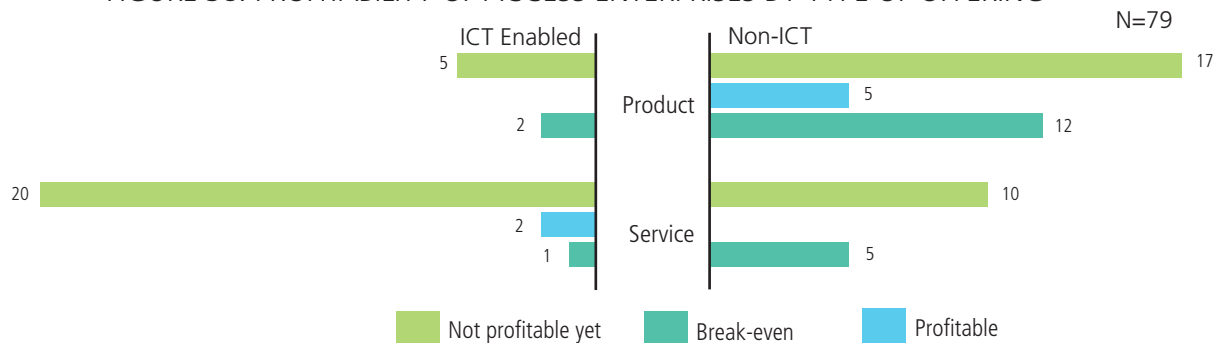 N=79
ICT Enabled
Non-ICT
5
17
Product
5
2
12
20
10
2
Service
1
5
Not profitable yet
Break-even
Profitable